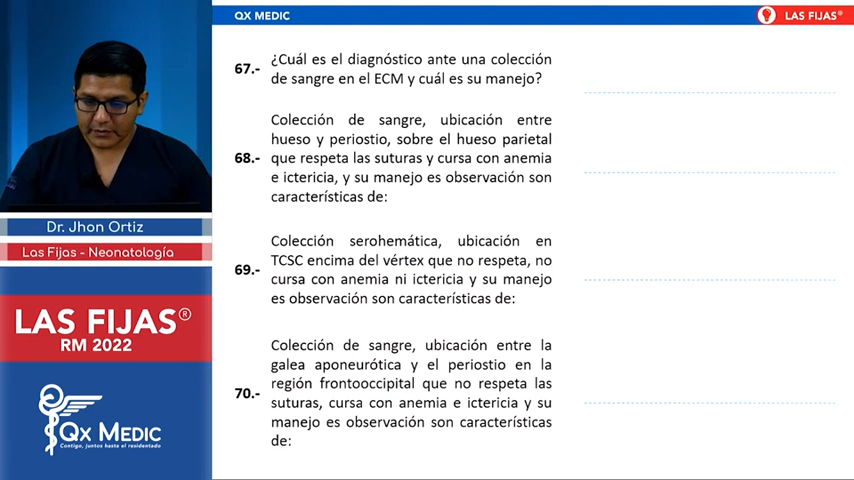 QX MEDIC
LAS FIJAS®
67.- ¿Cuál es el diagnóstico ante una colección
de sangre en el ECM y cuál es su manejo?
68.- Colección de sangre, ubicación entre
hueso y periostio, sobre el hueso parietal
que respeta las suturas y cursa con anemia
e ictericia, y su manejo es observación son
características de:
69.- Colección serohemática, ubicación en
TCSC encima del vértex que no respeta, no
cursa con anemia ni ictericia y su manejo
es observación son características de:
70.- Colección de sangre, ubicación entre la
galea aponeurótica y el periostio en la
región frontooccipital que no respeta las
suturas, cursa con anemia e ictericia y su
manejo es observación son características
de:
Dr. Jhon Ortiz
Las Fijas - Neonatología
LAS FIJAS®
RM 2022
QX MEDIC
Contigo, juntos hasta el residentado